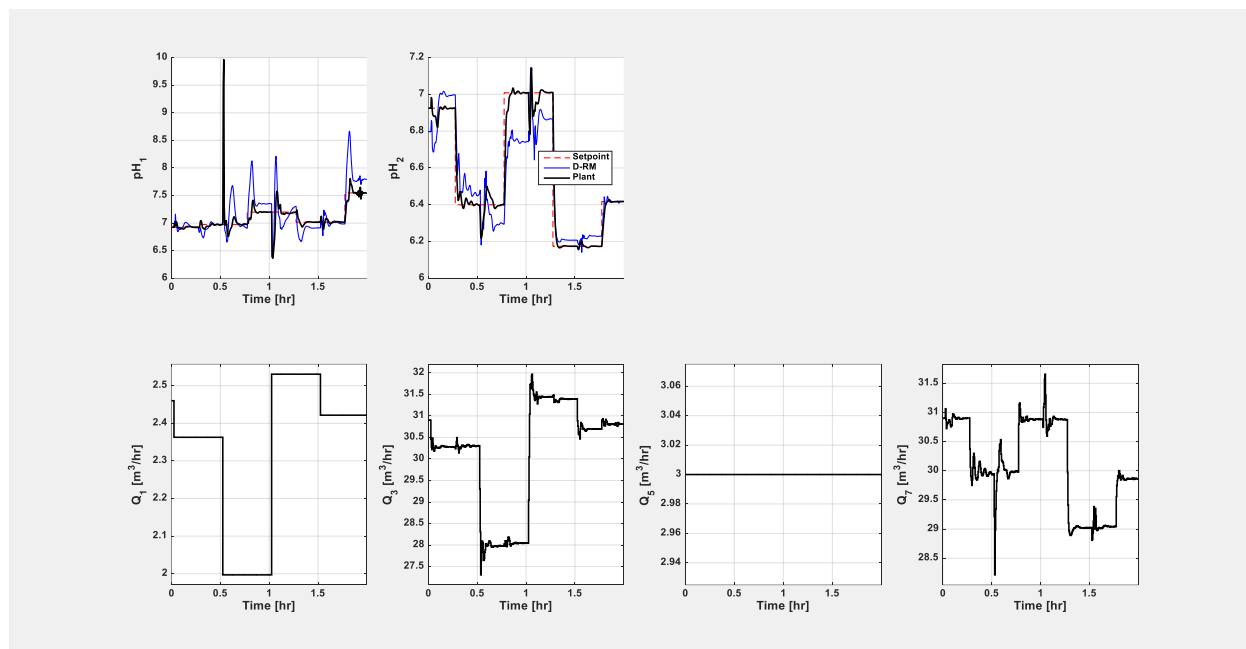 10
9.5
9
8.5
8
7.5
7
6.5
6
pH1
0 0.5 1 1.5
Time [hr]
7.2
7
6.8
6.6
6.4
6.2
6
pH2
Setpoint
D-RM
Plant
0 0.5 1 1.5
Time [hr]
2.5
2.4
2.3
2.2
2.1
2
Q1 [m3/hr]
0 0.5 1 1.5
Time [hr]
31.5
31
30.5
30
29.5
29
28.5
28
27.5
Q3 [m3/hr]
0 0.5 1 1.5
Time [hr]
3.06
3.04
3.02
3
2.98
2.96
2.94
Q5 [m3/hr]
0 0.5 1 1.5
Time [hr]
31.5
31
30.5
30
29.5
29
28.5
Q7 [m3/hr]
0 0.5 1 1.5
Time [hr]